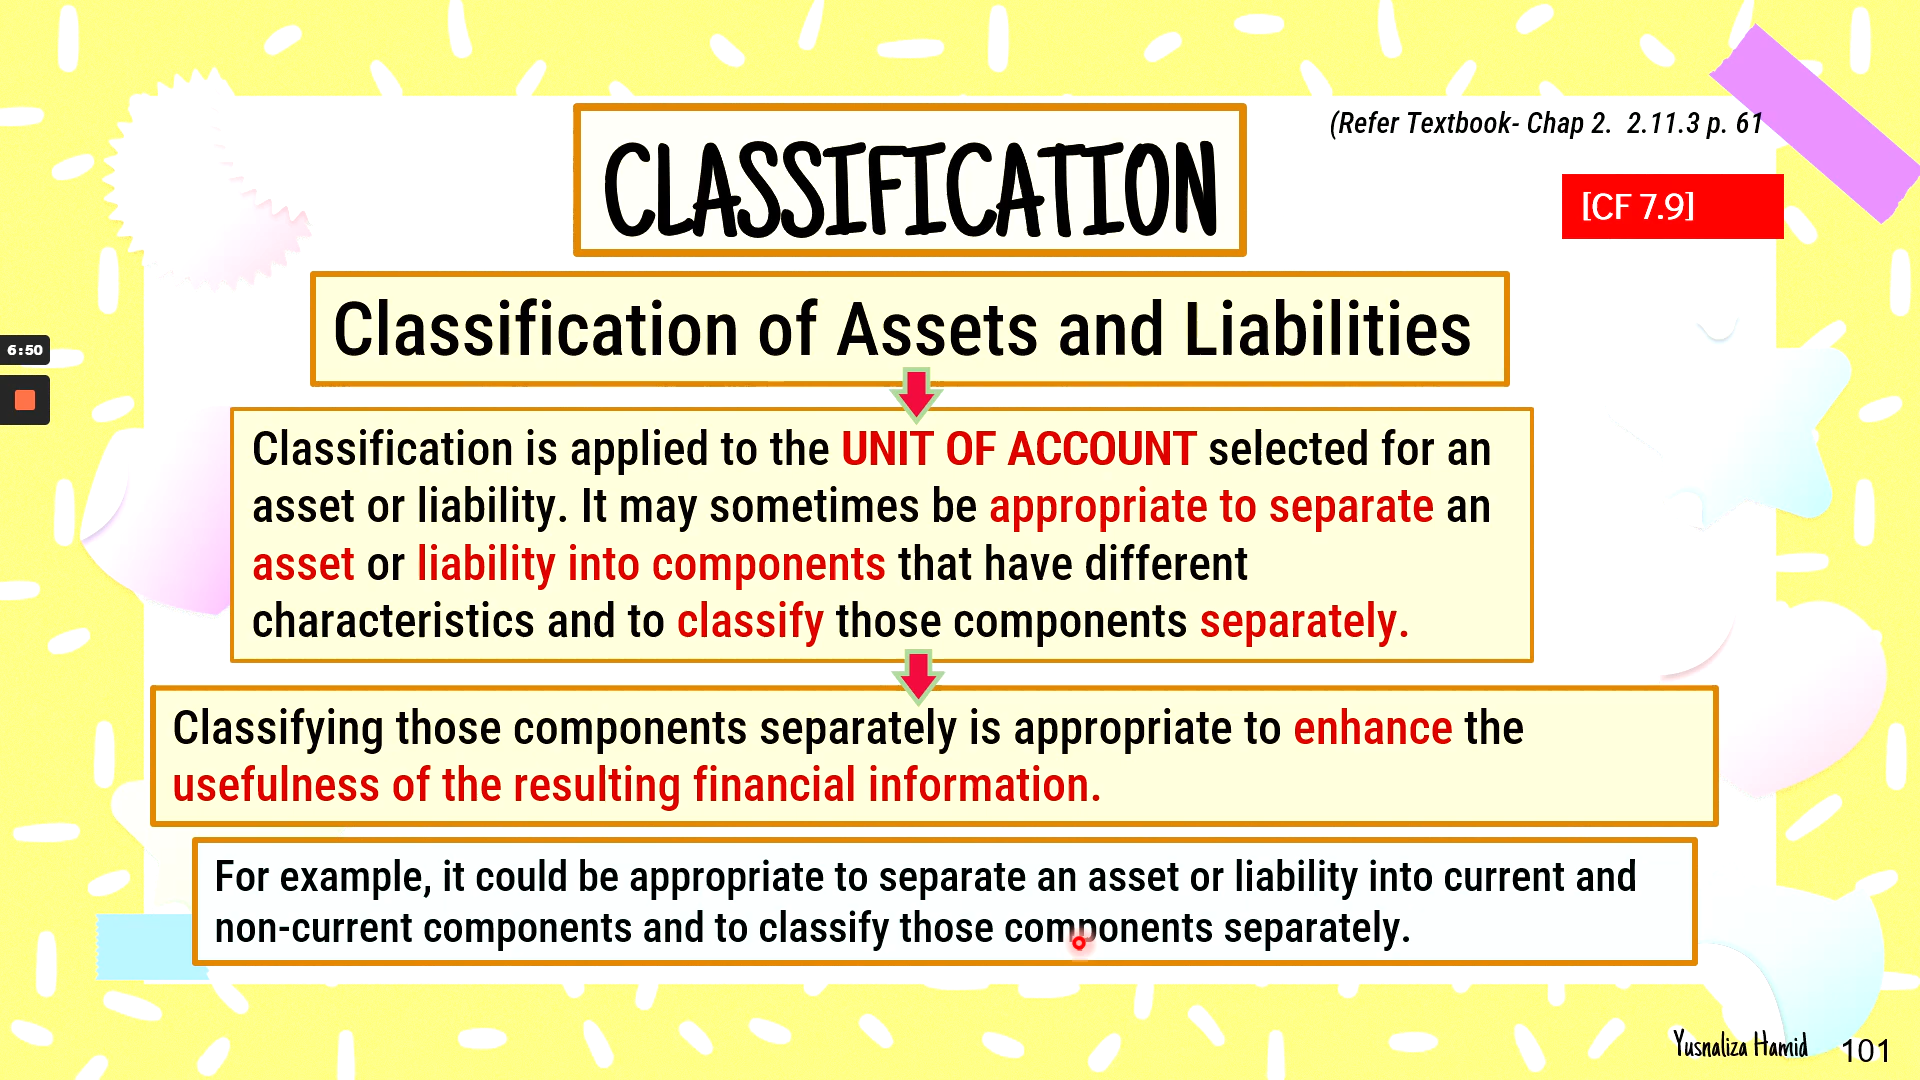 (Refer Textbook- Chap 2. 2.11.3 p. 61
CLASSIFICATION
[CF 7.9]
Classification of Assets and Liabilities
6:50
Classification is applied to the UNIT OF ACCOUNT selected for an
asset or liability. It may sometimes be appropriate to separate an
asset or liability into components that have different
characteristics and to classify those components separately.
Classifying those components separately is appropriate to enhance the
usefulness of the resulting financial information.
For example, it could be appropriate to separate an asset or liability into current and
non-current components and to classify those components separately.
Yusnaliza Hamid
101